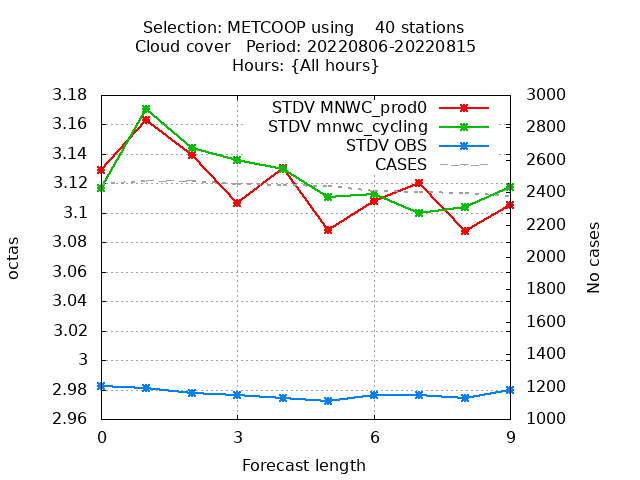 Selection: METCOOP using    40 stations
Cloud cover   Period: 20220806-20220815
Hours: {All hours}
STDV MNWC_prod0
STDV mnwc_cycling
STDV OBS
CASES
3.18
3.16
3.14
3.12
3.1
3.08
3.06
3.04
3.02
3
2.98
2.96
octas
3000
2800
2600
2400
2200
2000
1800
1600
1400
1200
1000
No cases
0
3
6
9
Forecast length